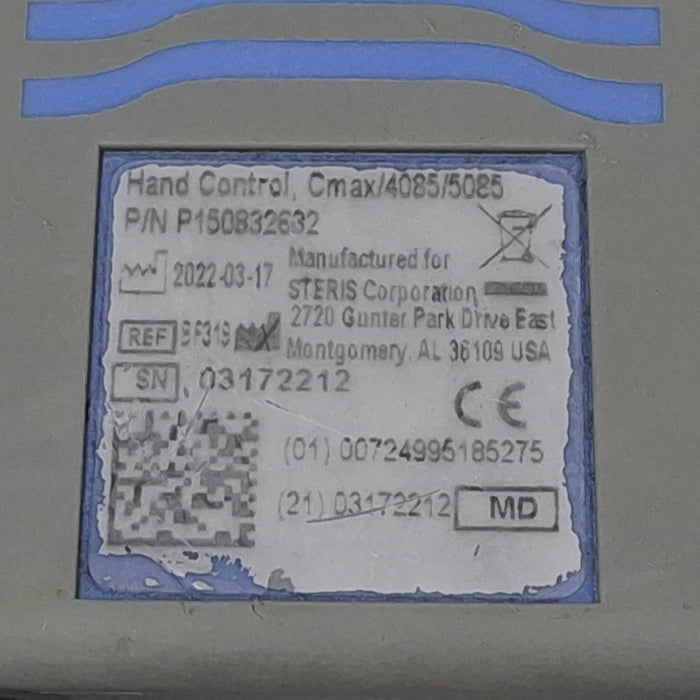 Hand Control, Cmax/4085/5085
P/N P150832632
2022-03-17
Manufactured for
STERIS Corporation
2720 Gunter Park Drive East
Montgomery, AL 36109 USA
REF
SN 03172212
CE
(01) 00724995185275
(21) 03172212 MD